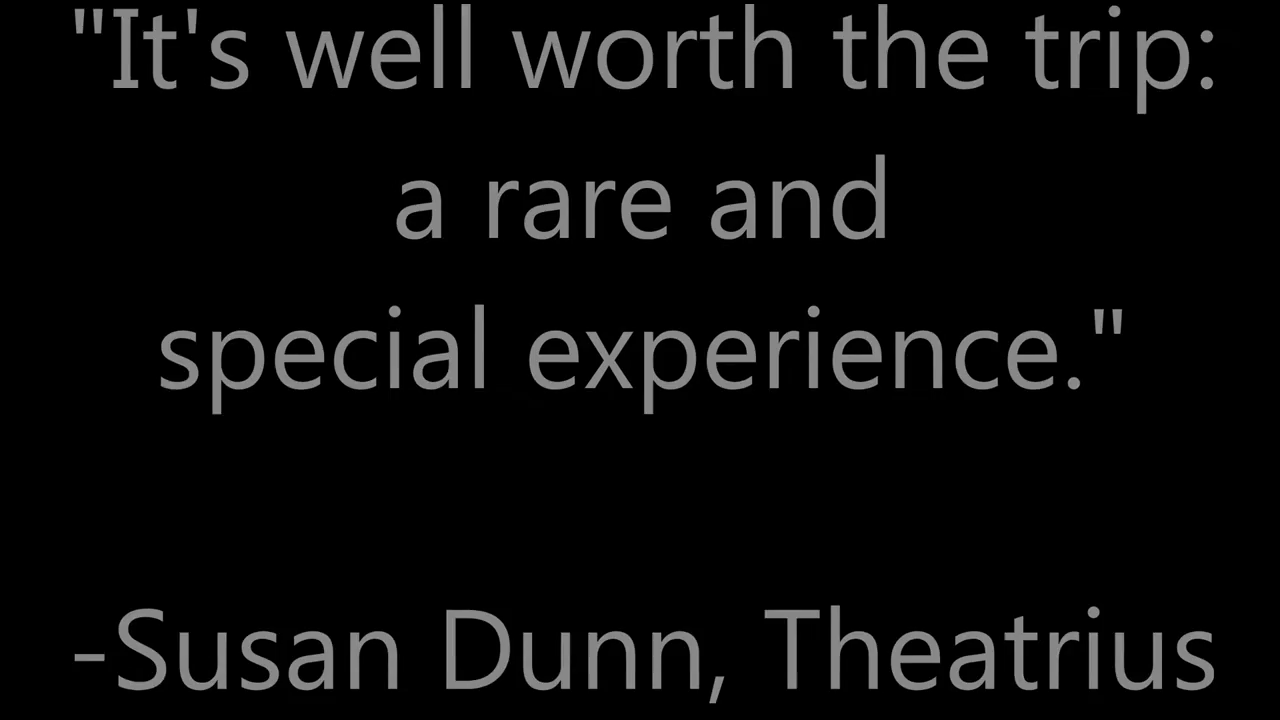 "It's well worth the trip:
a rare and
special experience."
-Susan Dunn, Theatrius